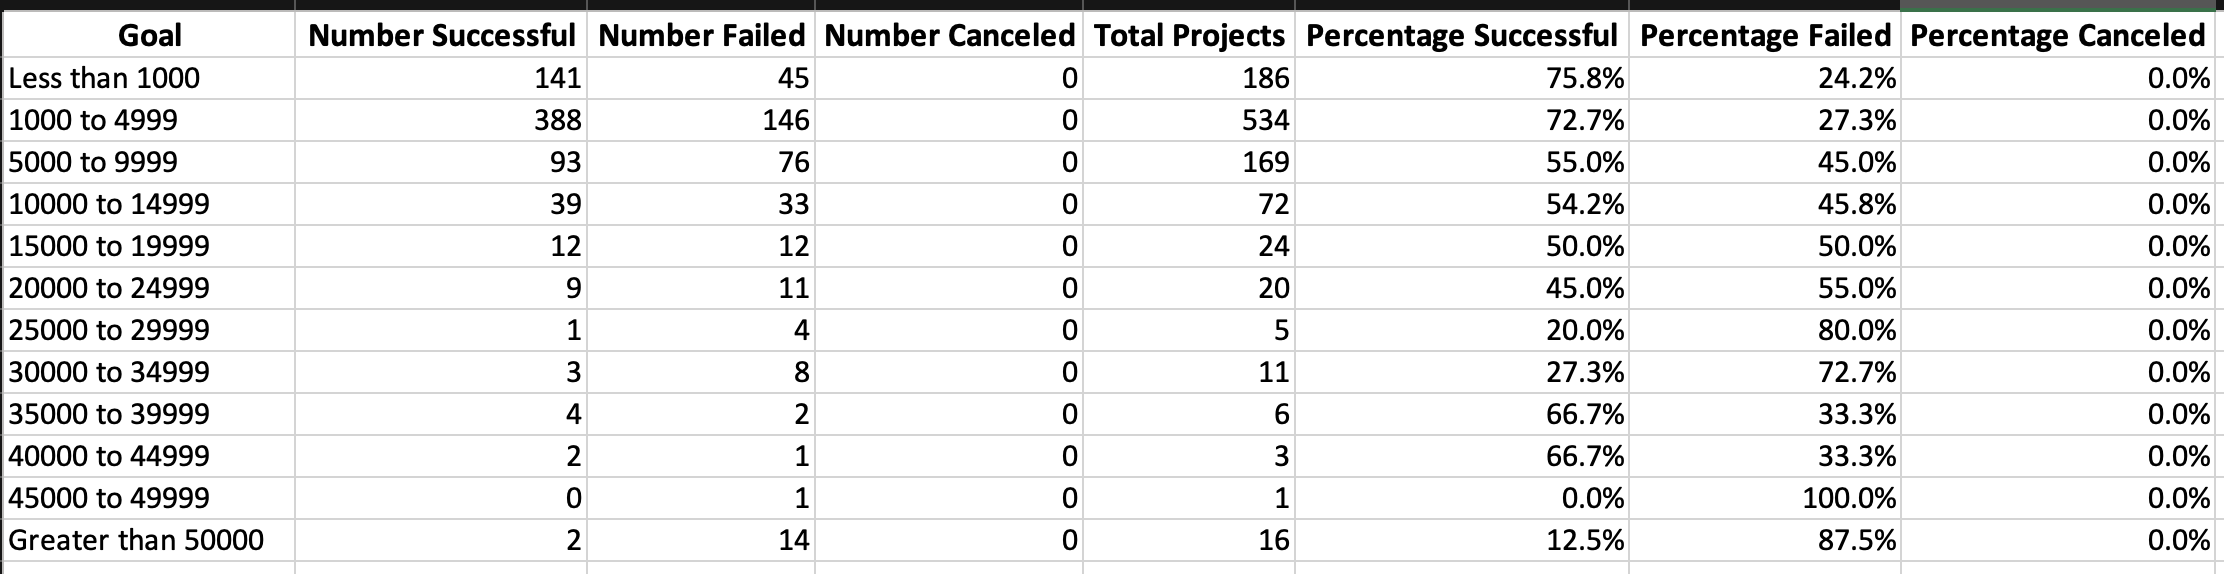 Goal Number Successful Number Failed Number Canceled Total Projects Percentage Successful Percentage Failed Percentage Canceled
Less than 1000 141 45 0 186 75.8% 24.2% 0.0%
1000 to 4999 388 146 0 534 72.7% 27.3% 0.0%
5000 to 9999 93 76 0 169 55.0% 45.0% 0.0%
10000 to 14999 39 33 0 72 54.2% 45.8% 0.0%
15000 to 19999 12 12 0 24 50.0% 50.0% 0.0%
20000 to 24999 9 11 0 20 45.0% 55.0% 0.0%
25000 to 29999 1 4 0 5 20.0% 80.0% 0.0%
30000 to 34999 3 8 0 11 27.3% 72.7% 0.0%
35000 to 39999 4 2 0 6 66.7% 33.3% 0.0%
40000 to 44999 2 1 0 3 66.7% 33.3% 0.0%
45000 to 49999 0 1 0 1 0.0% 100.0% 0.0%
Greater than 50000 2 14 0 16 12.5% 87.5% 0.0%